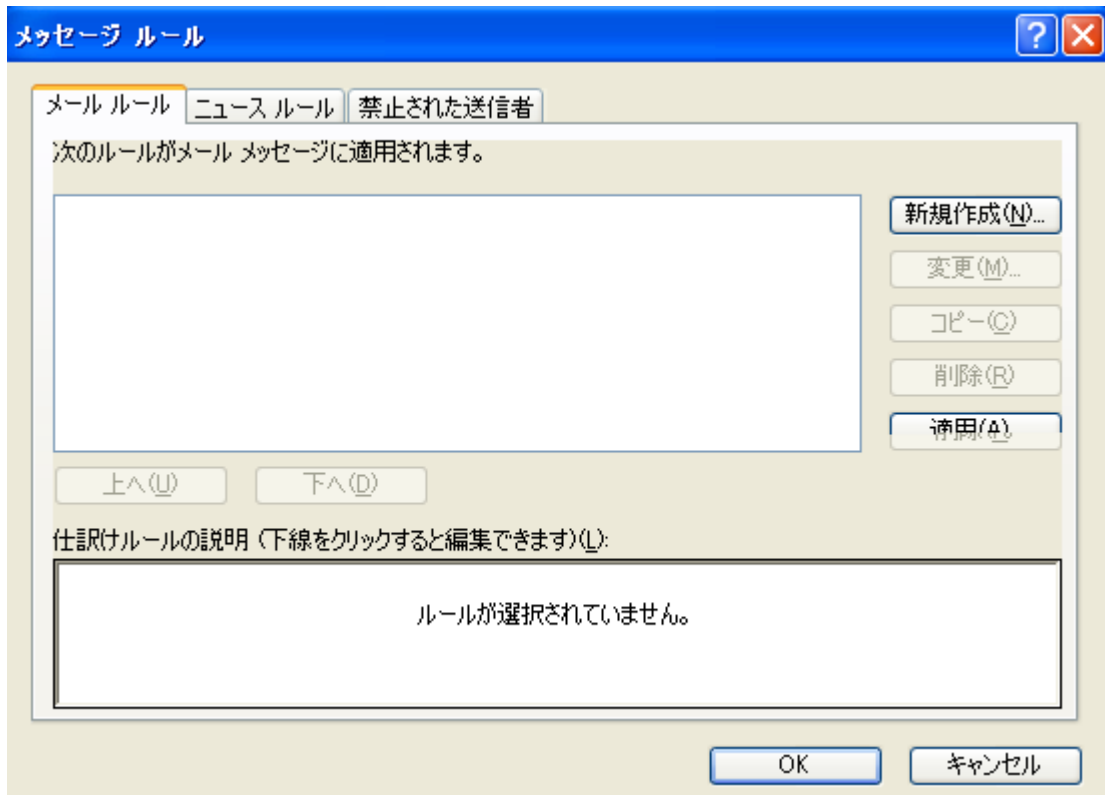 メッセージ ルール
メール ルール ニュース ルール 禁止された送信者
次のルールがメール メッセージに適用されます。
新規作成(N)...
変更(M)...
コピー(C)
削除(R)
適用(A)
上へ(U) 下へ(D)
仕訳けルールの説明 (下線をクリックすると編集できます)(L):
ルールが選択されていません。
OK キャンセル